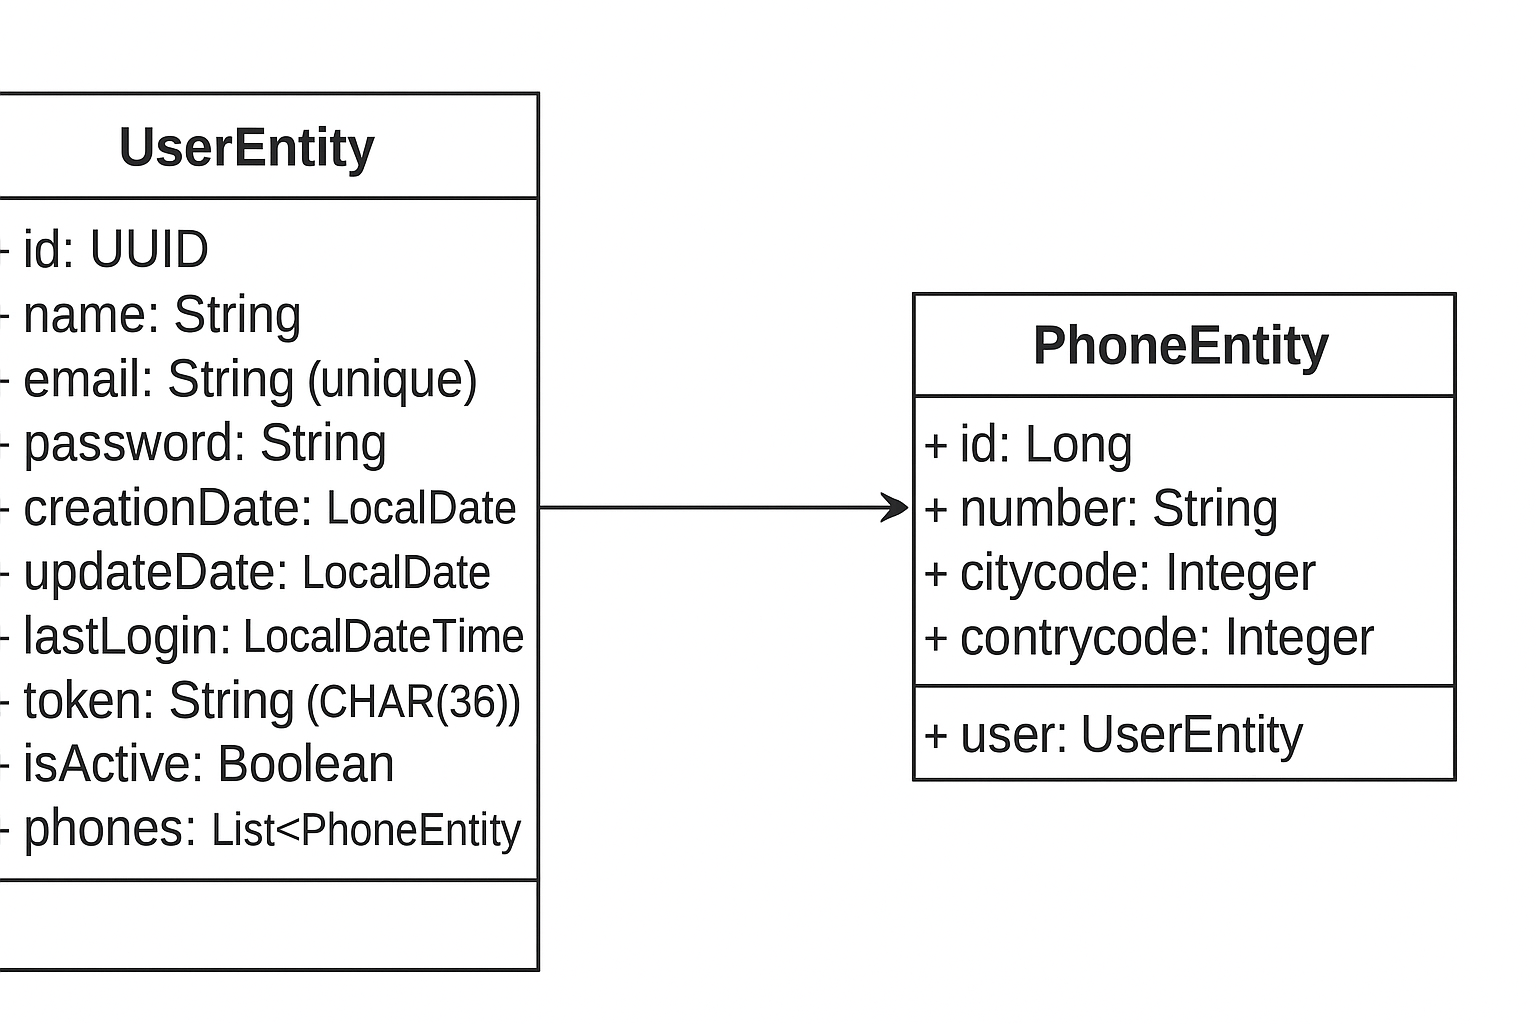 UserEntity
+ id: UUID
+ name: String
+ email: String (unique)
+ password: String
+ creationDate: LocalDate
+ updateDate: LocalDate
+ lastLogin: LocalDateTime
+ token: String (CHAR(36))
+ isActive: Boolean
+ phones: List<PhoneEntity
PhoneEntity
+ id: Long
+ number: String
+ citycode: Integer
+ contrycode: Integer
+ user: UserEntity